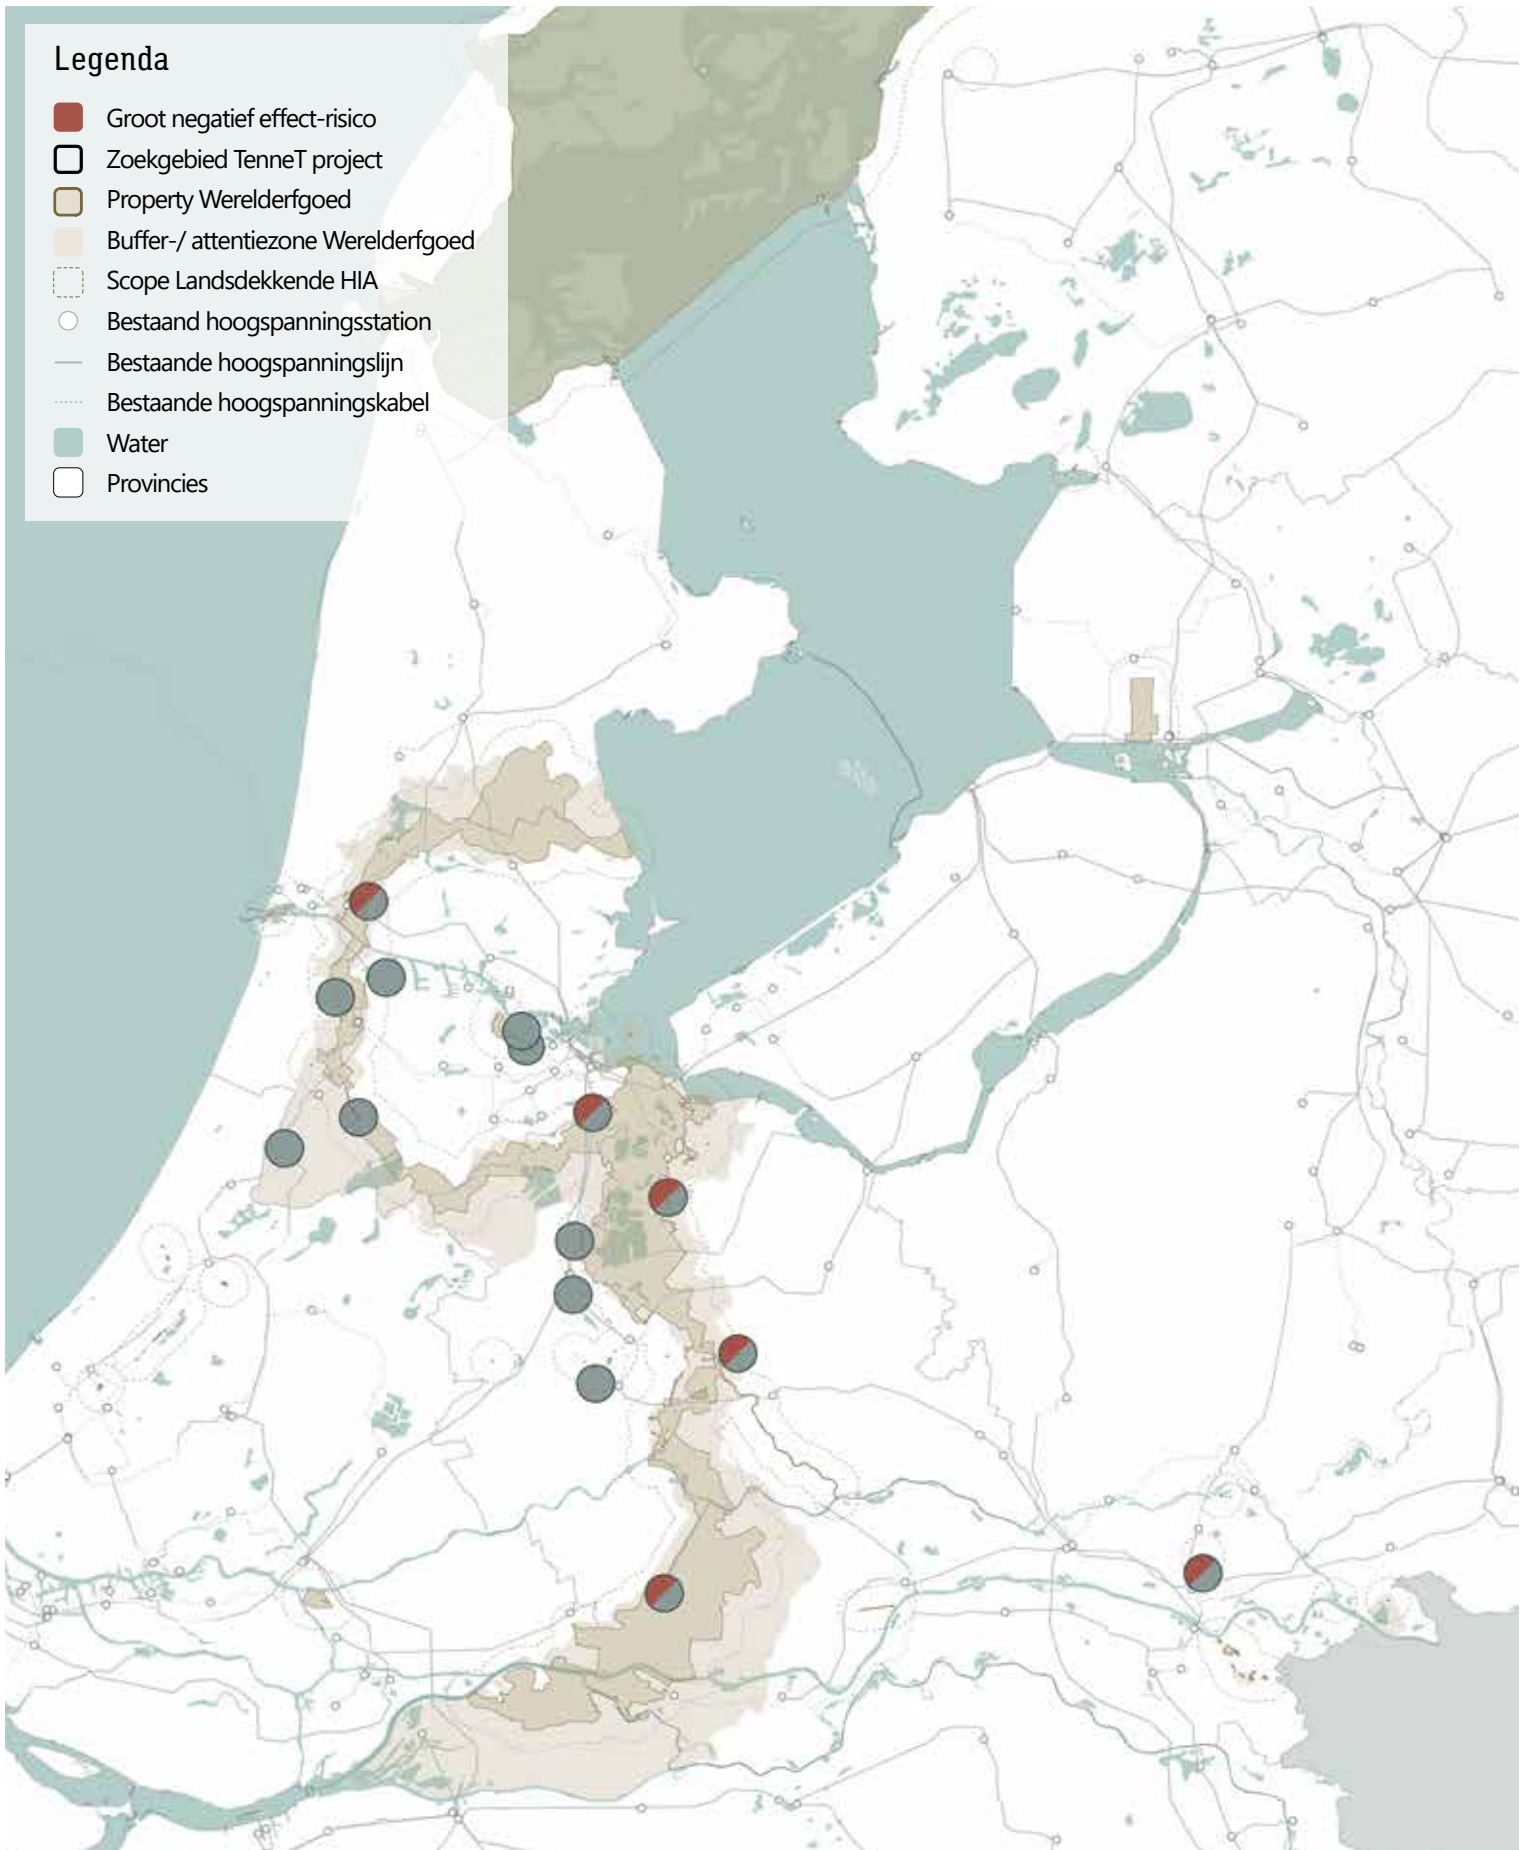 Legenda
Groot negatief effect-risico
Zoekgebied TenneT project
Property Werelderfgoed
Buffer-/ attentiezone Werelderfgoed
Scope Landsdekkende HIA
Bestaand hoogspanningsstation
Bestaande hoogspanningslijn
Bestaande hoogspanningskabel
Water
Provincies